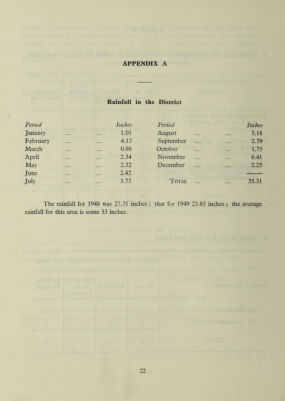 APPENDIX A
Rainfall in the District
Period Inches Period Inches
January ... ... 1.01 August ... ... 5.18
February ... ... 4.13 September ... ... 2.79
March ... ... 0.98 October ... ... 1.75
April ... ... 2.34 November ... ... 6.41
May ... ... 2.32 December ... ... 2.25
June ... ... 2.42
July ... ... 3.73 TOTAL ... ... 35.31
The rainfall for 1948 was 27.31 inches ; that for 1949 23.85 inches ; the average
rainfall for this area is some 33 inches.
22